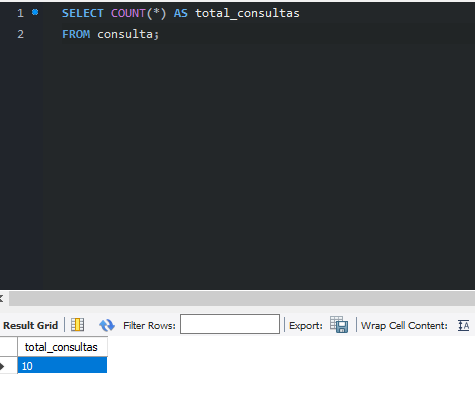 1 SELECT COUNT(*) AS total_consultas
2 FROM consulta;
Result Grid Filter Rows: Export: Wrap Cell Content:
total_consultas
10